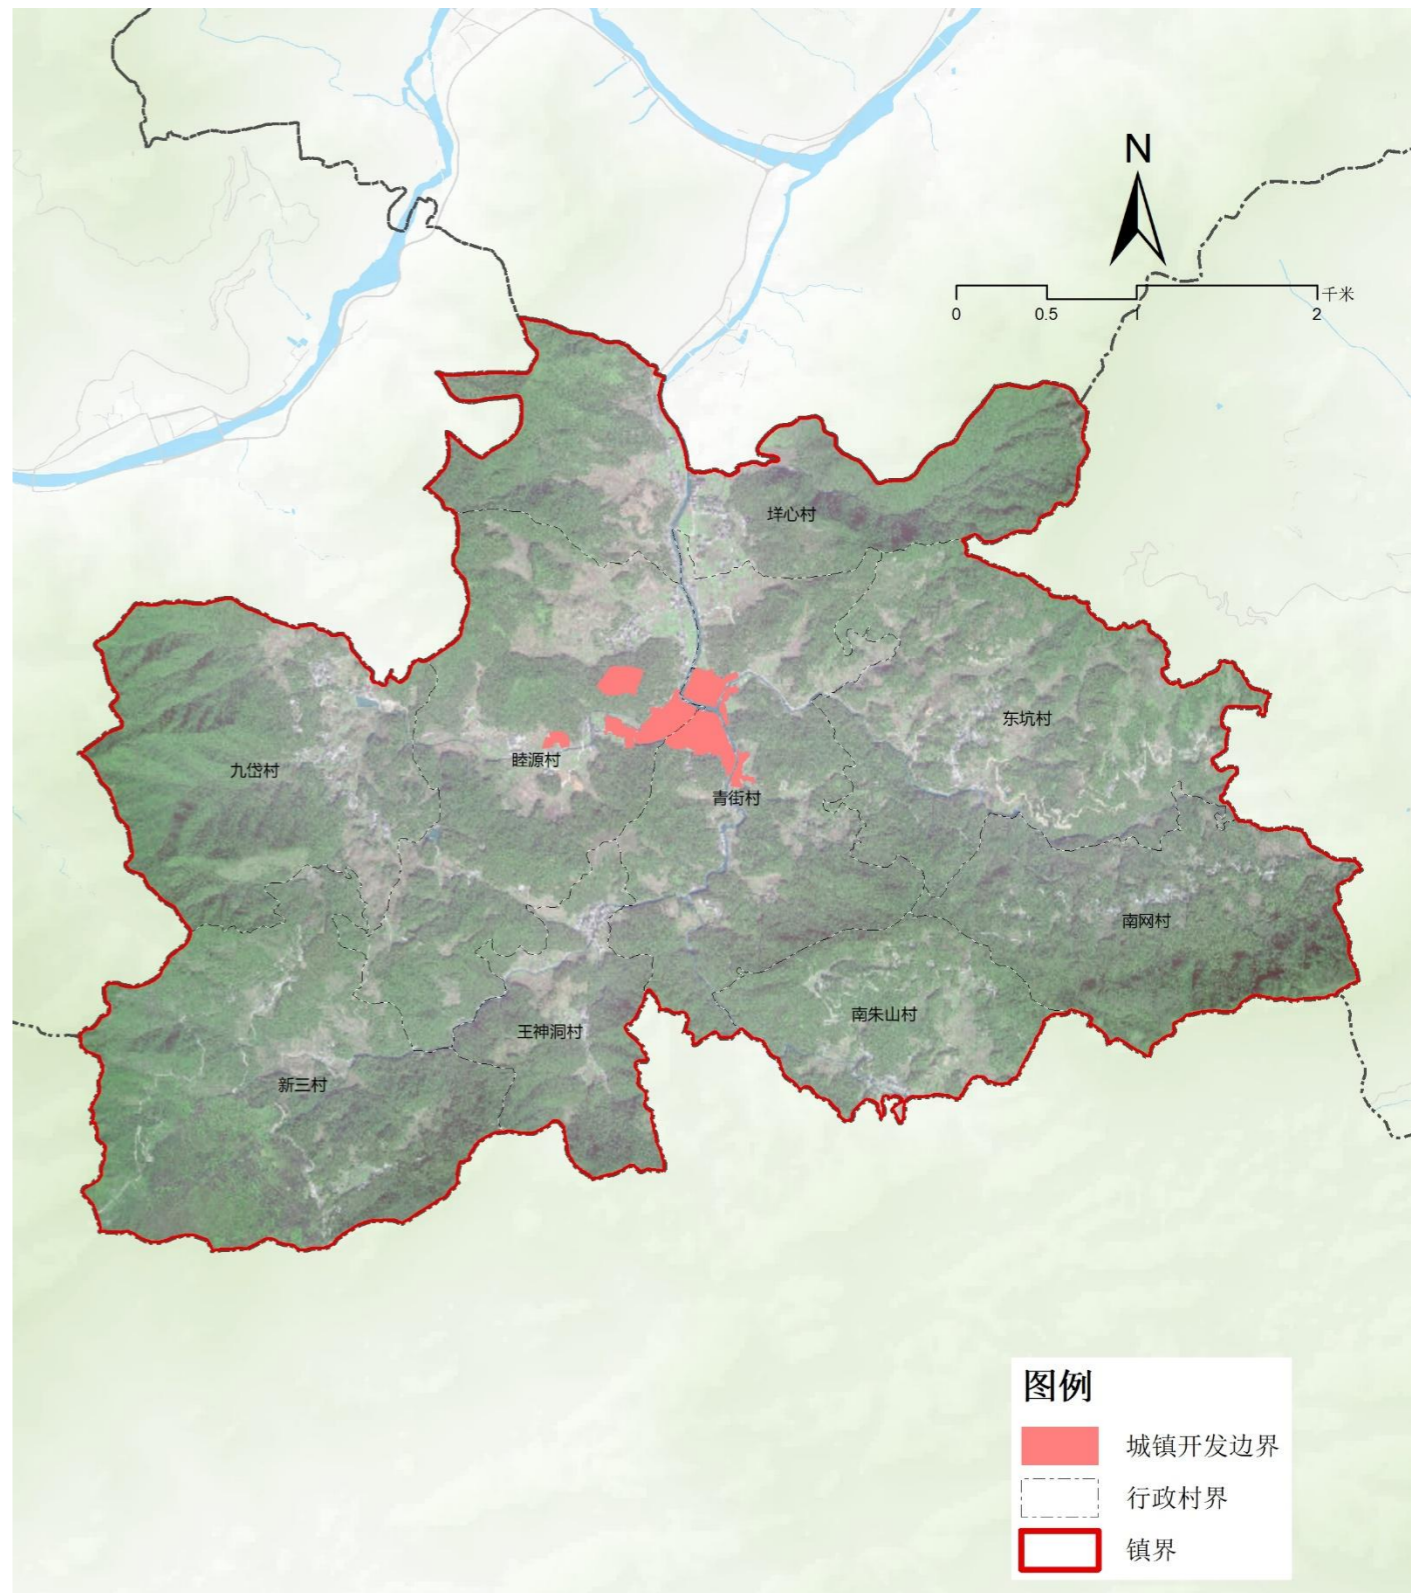 N
千米
0 0.5 1 2
垟心村
东坑村
睦源村
九岱村
青街村
南网村
南朱山村
王神洞村
新三村
图例
城镇开发边界
行政村界
镇界